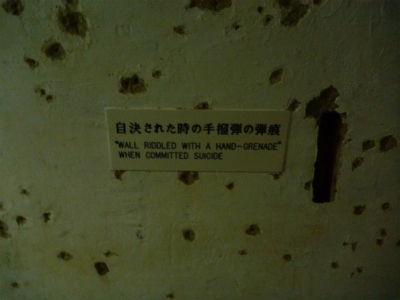 自決された時の手榴弾の弾痕
"WALL RIDDLED WITH A HAND-GRENADE"
WHEN COMMITTED SUICIDE